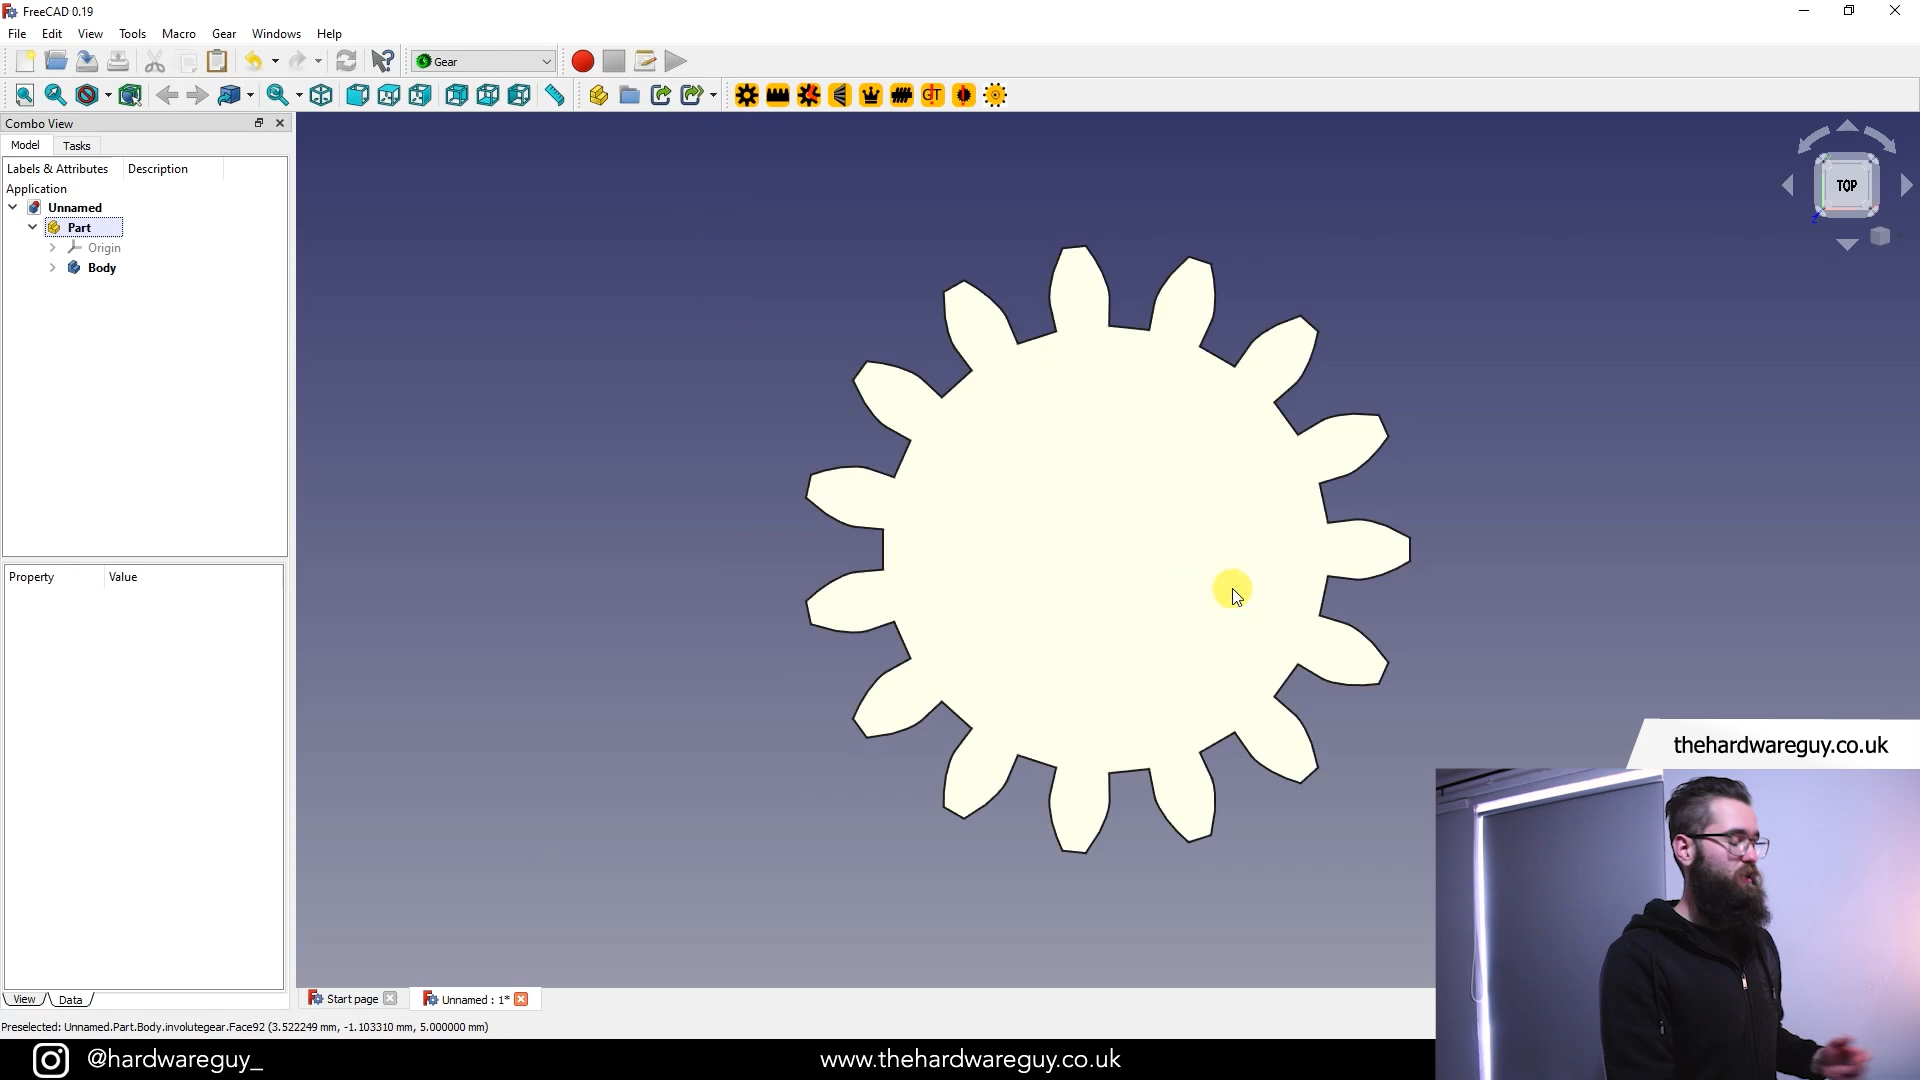 FreeCAD 0.19
File Edit View Tools Macro Gear Windows Help
Gear
GT
Combo View
Model Tasks
Labels & Attributes Description
Application
Unnamed
Part
Origin
Body
TOP
Z
Property Value
View Data
Start page Unnamed : 1*
Preselected: Unnamed.Part.Body.involutegear.Face92 (3.522249 mm, -1.103310 mm, 5.000000 mm)
thehardwareguy.co.uk
@hardwareguy_ www.thehardwareguy.co.uk